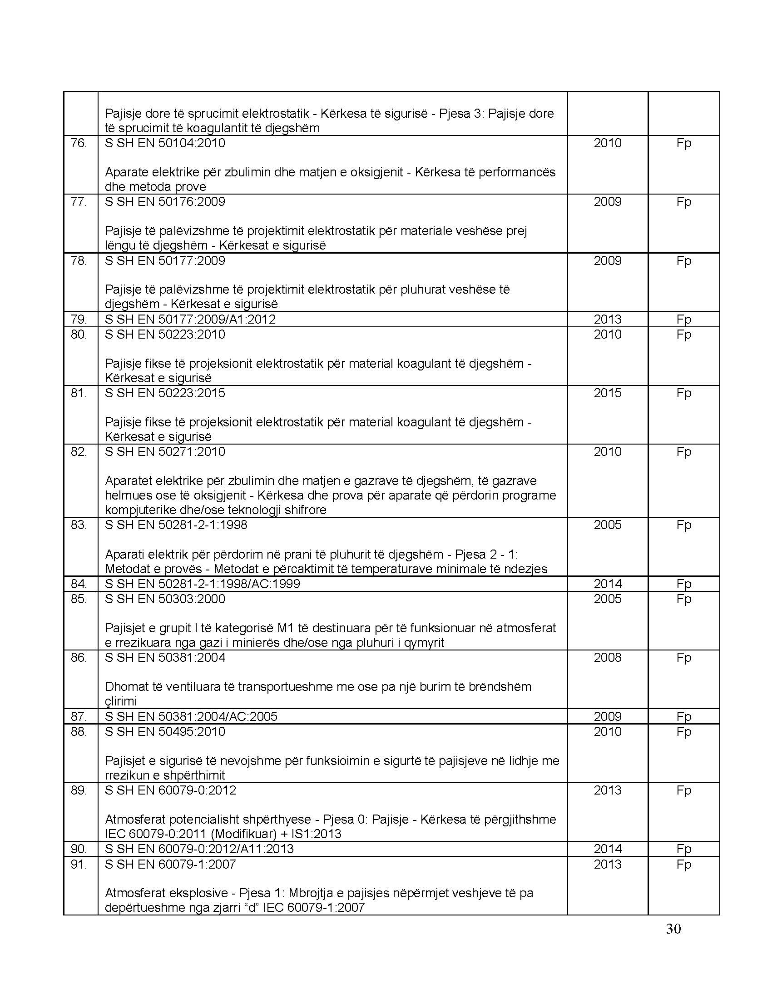 Pajisje dore të sprucimit elektrostatik - Kërkesa të sigurisë - Pjesa 3: Pajisje dore
të sprucimit të koagulantit të djegshëm
76. S SH EN 50104:2010 2010 Fp
Aparate elektrike për zbulimin dhe matjen e oksigjenit - Kërkesa të performancës
dhe metoda prove
77. S SH EN 50176:2009 2009 Fp
Pajisje të palëvizshme të projektimit elektrostatik për materiale veshëse prej
lëngu të djegshëm - Kërkesat e sigurisë
78. S SH EN 50177:2009 2009 Fp
Pajisje të palëvizshme të projektimit elektrostatik për pluhurat veshëse të
djegshëm - Kërkesat e sigurisë
79. S SH EN 50177:2009/A1:2012 2013 Fp
80. S SH EN 50223:2010 2010 Fp
Pajisje fikse të projeksionit elektrostatik për material koagulant të djegshëm -
Kërkesat e sigurisë
81. S SH EN 50223:2015 2015 Fp
Pajisje fikse të projeksionit elektrostatik për material koagulant të djegshëm -
Kërkesat e sigurisë
82. S SH EN 50271:2010 2010 Fp
Aparatet elektrike për zbulimin dhe matjen e gazrave të djegshëm, të gazrave
helmues ose të oksigjenit - Kërkesa dhe prova për aparate që përdorin programe
kompjuterike dhe/ose teknologji shifrore
83. S SH EN 50281-2-1:1998 2005 Fp
Aparati elektrik për përdorim në prani të pluhurit të djegshëm - Pjesa 2 - 1:
Metodat e provës - Metodat e përcaktimit të temperaturave minimale të ndezjes
84. S SH EN 50281-2-1:1998/AC:1999 2014 Fp
85. S SH EN 50303:2000 2005 Fp
Pajisjet e grupit I të kategorisë M1 të destinuara për të funksionuar në atmosferat
e rrezikuara nga gazi i minierës dhe/ose nga pluhuri i qymyrit
86. S SH EN 50381:2004 2008 Fp
Dhomat të ventiluara të transportueshme me ose pa një burim të brëndshëm
çlirimi
87. S SH EN 50381:2004/AC:2005 2009 Fp
88. S SH EN 50495:2010 2010 Fp
Pajisjet e sigurisë të nevojshme për funksioimin e sigurtë të pajisjeve në lidhje me
rrezikun e shpërthimit
89. S SH EN 60079-0:2012 2013 Fp
Atmosferat potencialisht shpërthyese - Pjesa 0: Pajisje - Kërkesa të përgjithshme
IEC 60079-0:2011 (Modifikuar) + IS1:2013
90. S SH EN 60079-0:2012/A11:2013 2014 Fp
91. S SH EN 60079-1:2007 2013 Fp
Atmosferat eksplosive - Pjesa 1: Mbrojtja e pajisjes nëpërmjet veshjeve të pa
depërtueshme nga zjarri “d” IEC 60079-1:2007
30